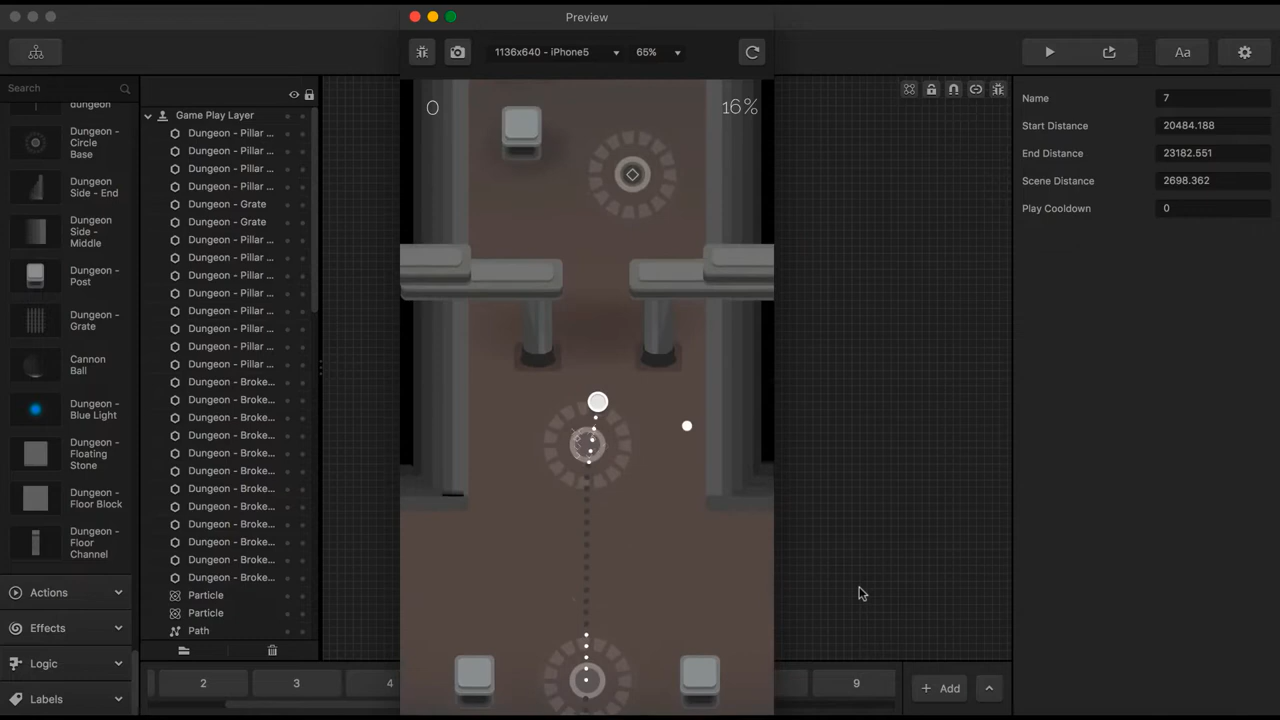 Preview
1136x640 - iPhone5
65%
Aa
Search
dungeon
Dungeon -
Circle
Base
Dungeon
Side - End
Dungeon
Side -
Middle
Dungeon -
Post
Dungeon -
Grate
Cannon
Ball
Dungeon -
Blue Light
Dungeon -
Floating
Stone
Dungeon -
Floor Block
Dungeon -
Floor
Channel
Actions
Effects
Logic
Labels
Game Play Layer
Dungeon - Pillar ...
Dungeon - Pillar ...
Dungeon - Pillar ...
Dungeon - Pillar ...
Dungeon - Grate
Dungeon - Grate
Dungeon - Pillar ...
Dungeon - Pillar ...
Dungeon - Pillar ...
Dungeon - Pillar ...
Dungeon - Pillar ...
Dungeon - Pillar ...
Dungeon - Pillar ...
Dungeon - Pillar ...
Dungeon - Broke...
Dungeon - Broke...
Dungeon - Broke...
Dungeon - Broke...
Dungeon - Broke...
Dungeon - Broke...
Dungeon - Broke...
Dungeon - Broke...
Dungeon - Broke...
Dungeon - Broke...
Dungeon - Broke...
Dungeon - Broke...
Particle
Particle
Path
0
16%
Name 7
Start Distance 20484.188
End Distance 23182.551
Scene Distance 2698.362
Play Cooldown 0
2 3 4 9 + Add